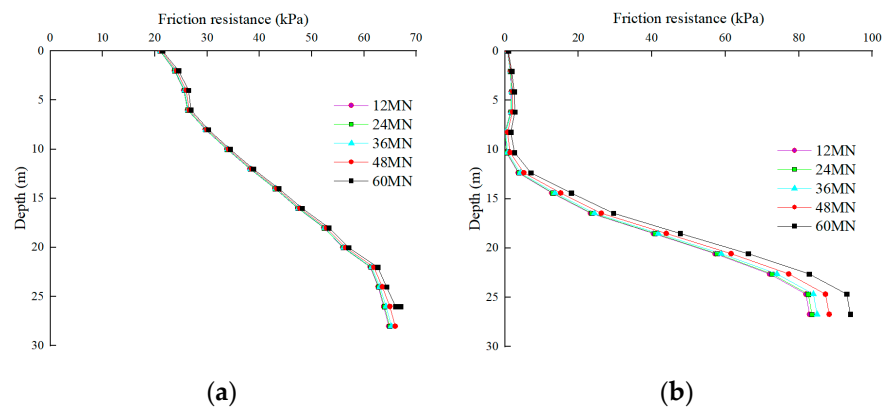 Friction resistance (kPa)
0 10 20 30 40 50 60 70
0
5
10
15
20
25
30
Depth (m)
12MN
24MN
36MN
48MN
60MN
(a)
Friction resistance (kPa)
0 20 40 60 80 100
0
5
10
15
20
25
30
Depth (m)
12MN
24MN
36MN
48MN
60MN
(b)